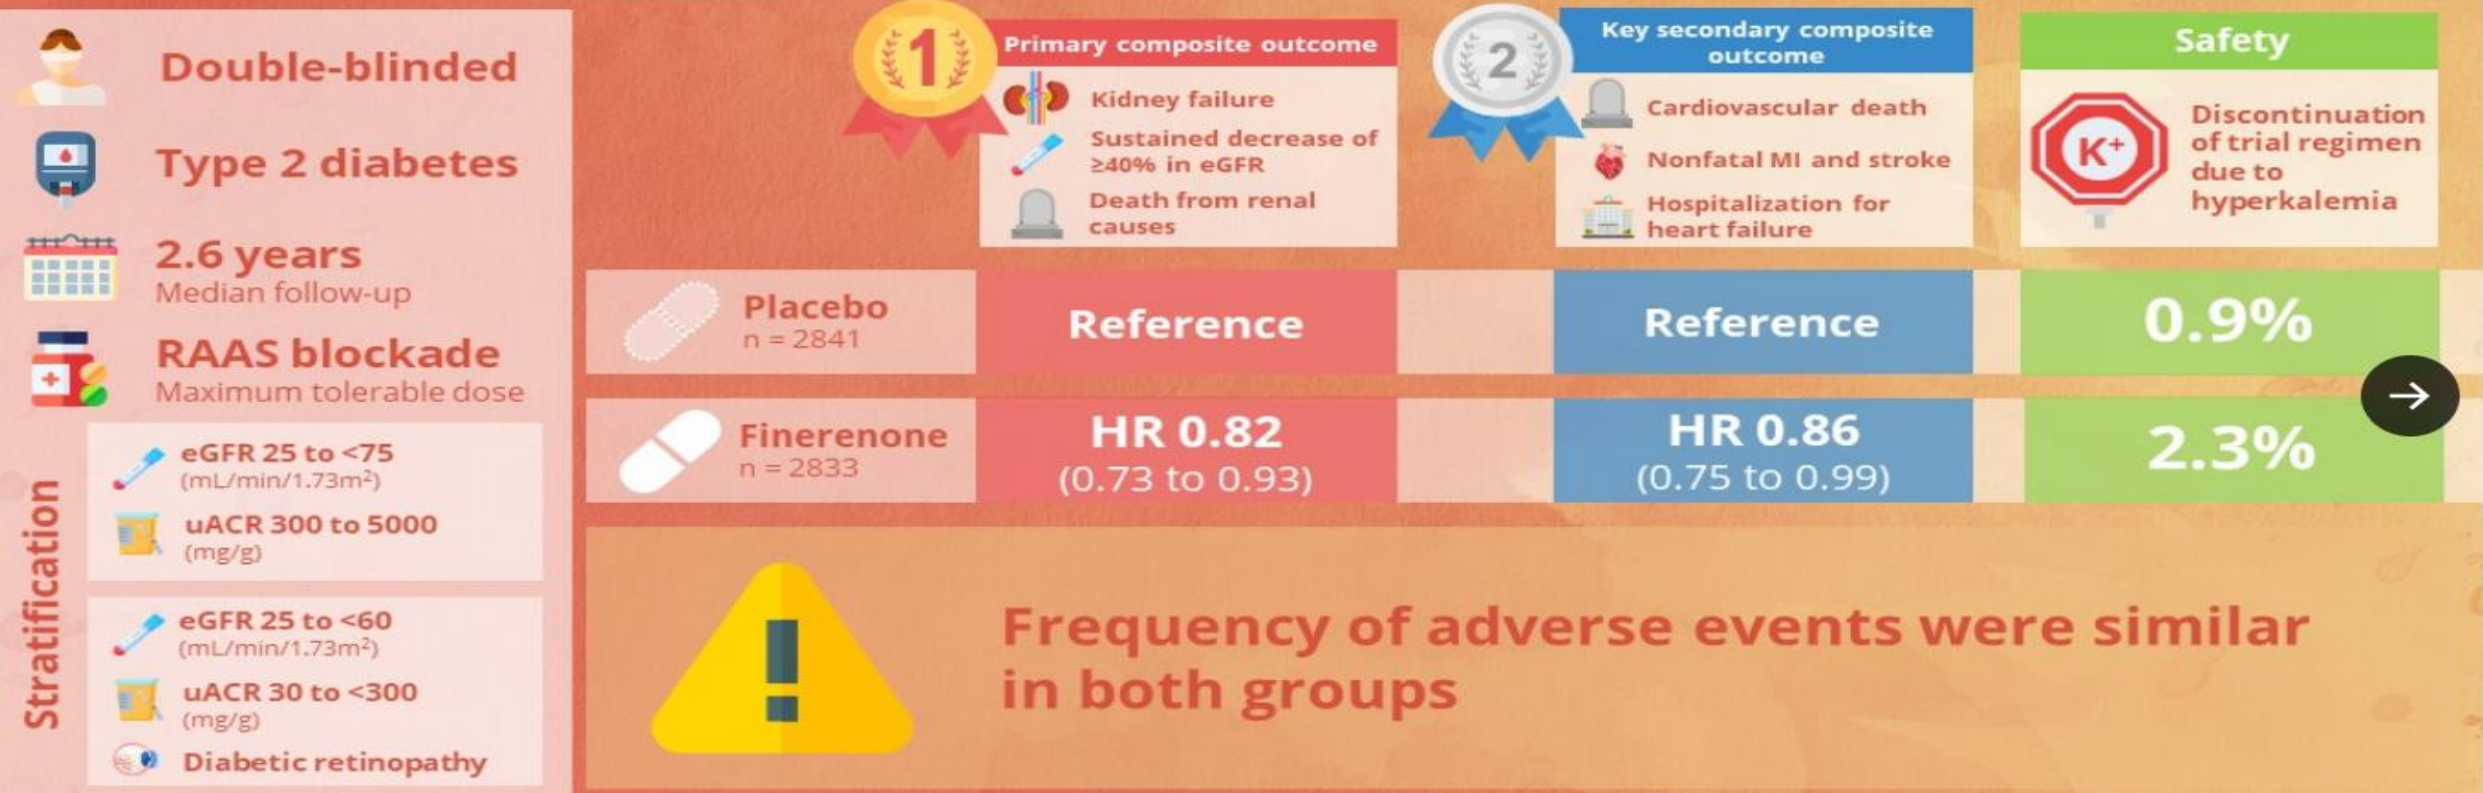 Double-blinded
Type 2 diabetes
2.6 years
Median follow-up
RAAS blockade
Maximum tolerable dose
Stratification
eGFR 25 to <75
(mL/min/1.73m²)
uACR 300 to 5000
(mg/g)
eGFR 25 to <60
(mL/min/1.73m²)
uACR 30 to <300
(mg/g)
Diabetic retinopathy
1
Primary composite outcome
Kidney failure
Sustained decrease of
≥40% in eGFR
Death from renal
causes
2
Key secondary composite
outcome
Cardiovascular death
Nonfatal MI and stroke
Hospitalization for
heart failure
Safety
K+
Discontinuation
of trial regimen
due to
hyperkalemia
Placebo
n = 2841
Reference
Reference
0.9%
Finerenone
n = 2833
HR 0.82
(0.73 to 0.93)
HR 0.86
(0.75 to 0.99)
2.3%
Frequency of adverse events were similar
in both groups